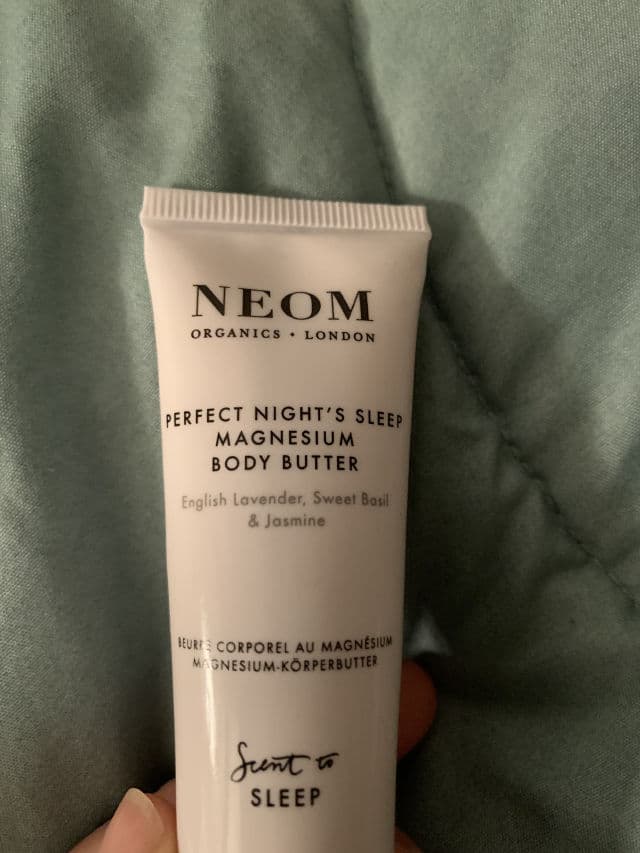 NEOM
ORGANICS • LONDON
PERFECT NIGHT'S SLEEP
MAGNESIUM
BODY BUTTER
English Lavender, Sweet Basil
& Jasmine
BEURRE CORPOREL AU MAGNÉSIUM
MAGNESIUM-KÖRPERBUTTER
Scent to
SLEEP